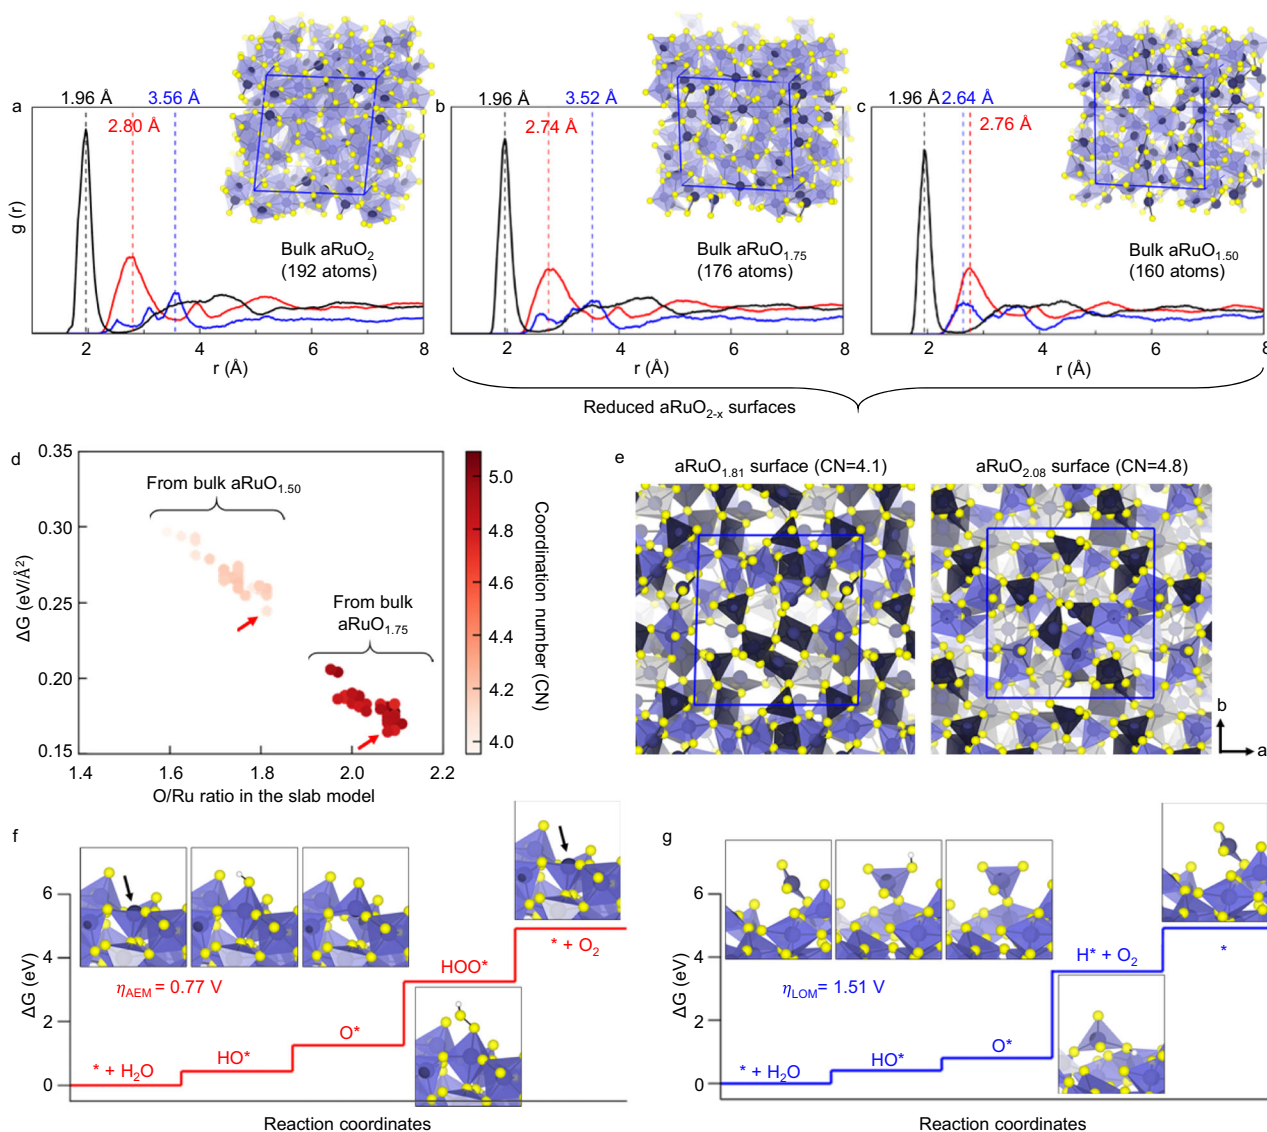 a
1.96 Å
3.56 Å
2.80 Å
g (r)
Bulk aRuO2
(192 atoms)
2
4
6
8
r (Å)
b
1.96 Å
3.52 Å
2.74 Å
Bulk aRuO1.75
(176 atoms)
2
4
6
8
r (Å)
c
1.96 Å
2.64 Å
2.76 Å
Bulk aRuO1.50
(160 atoms)
2
4
6
8
r (Å)
Reduced aRuO2-x surfaces
d
0.35
0.30
0.25
0.20
0.15
ΔG (eV/Å²)
From bulk aRuO1.50
From bulk
aRuO1.75
1.4
1.6
1.8
2.0
2.2
O/Ru ratio in the slab model
5.0
4.8
4.6
4.4
4.2
4.0
Coordination number (CN)
e
aRuO1.81 surface (CN=4.1)
aRuO2.08 surface (CN=4.8)
b
a
f
6
4
2
0
ΔG (eV)
ηAEM= 0.77 V
* + H2O
HO*
O*
HOO*
* + O2
Reaction coordinates
g
6
4
2
0
ΔG (eV)
ηLOM= 1.51 V
* + H2O
HO*
O*
H* + O2
*
Reaction coordinates